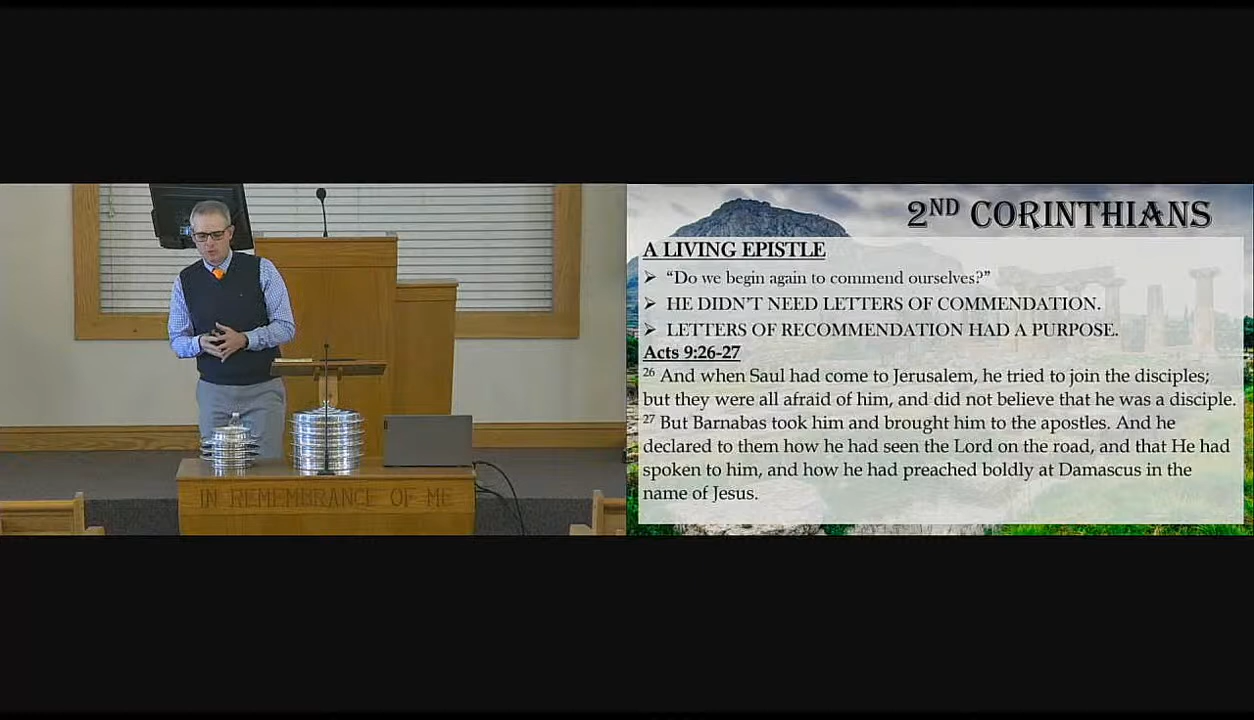 2ND CORINTHIANS
A LIVING EPISTLE
➢ “Do we begin again to commend ourselves?”
➢ HE DIDN’T NEED LETTERS OF COMMENDATION.
➢ LETTERS OF RECOMMENDATION HAD A PURPOSE.
Acts 9:26-27
26 And when Saul had come to Jerusalem, he tried to join the disciples;
but they were all afraid of him, and did not believe that he was a disciple.
27 But Barnabas took him and brought him to the apostles. And he
declared to them how he had seen the Lord on the road, and that He had
spoken to him, and how he had preached boldly at Damascus in the
name of Jesus.
IN REMEMBRANCE OF ME